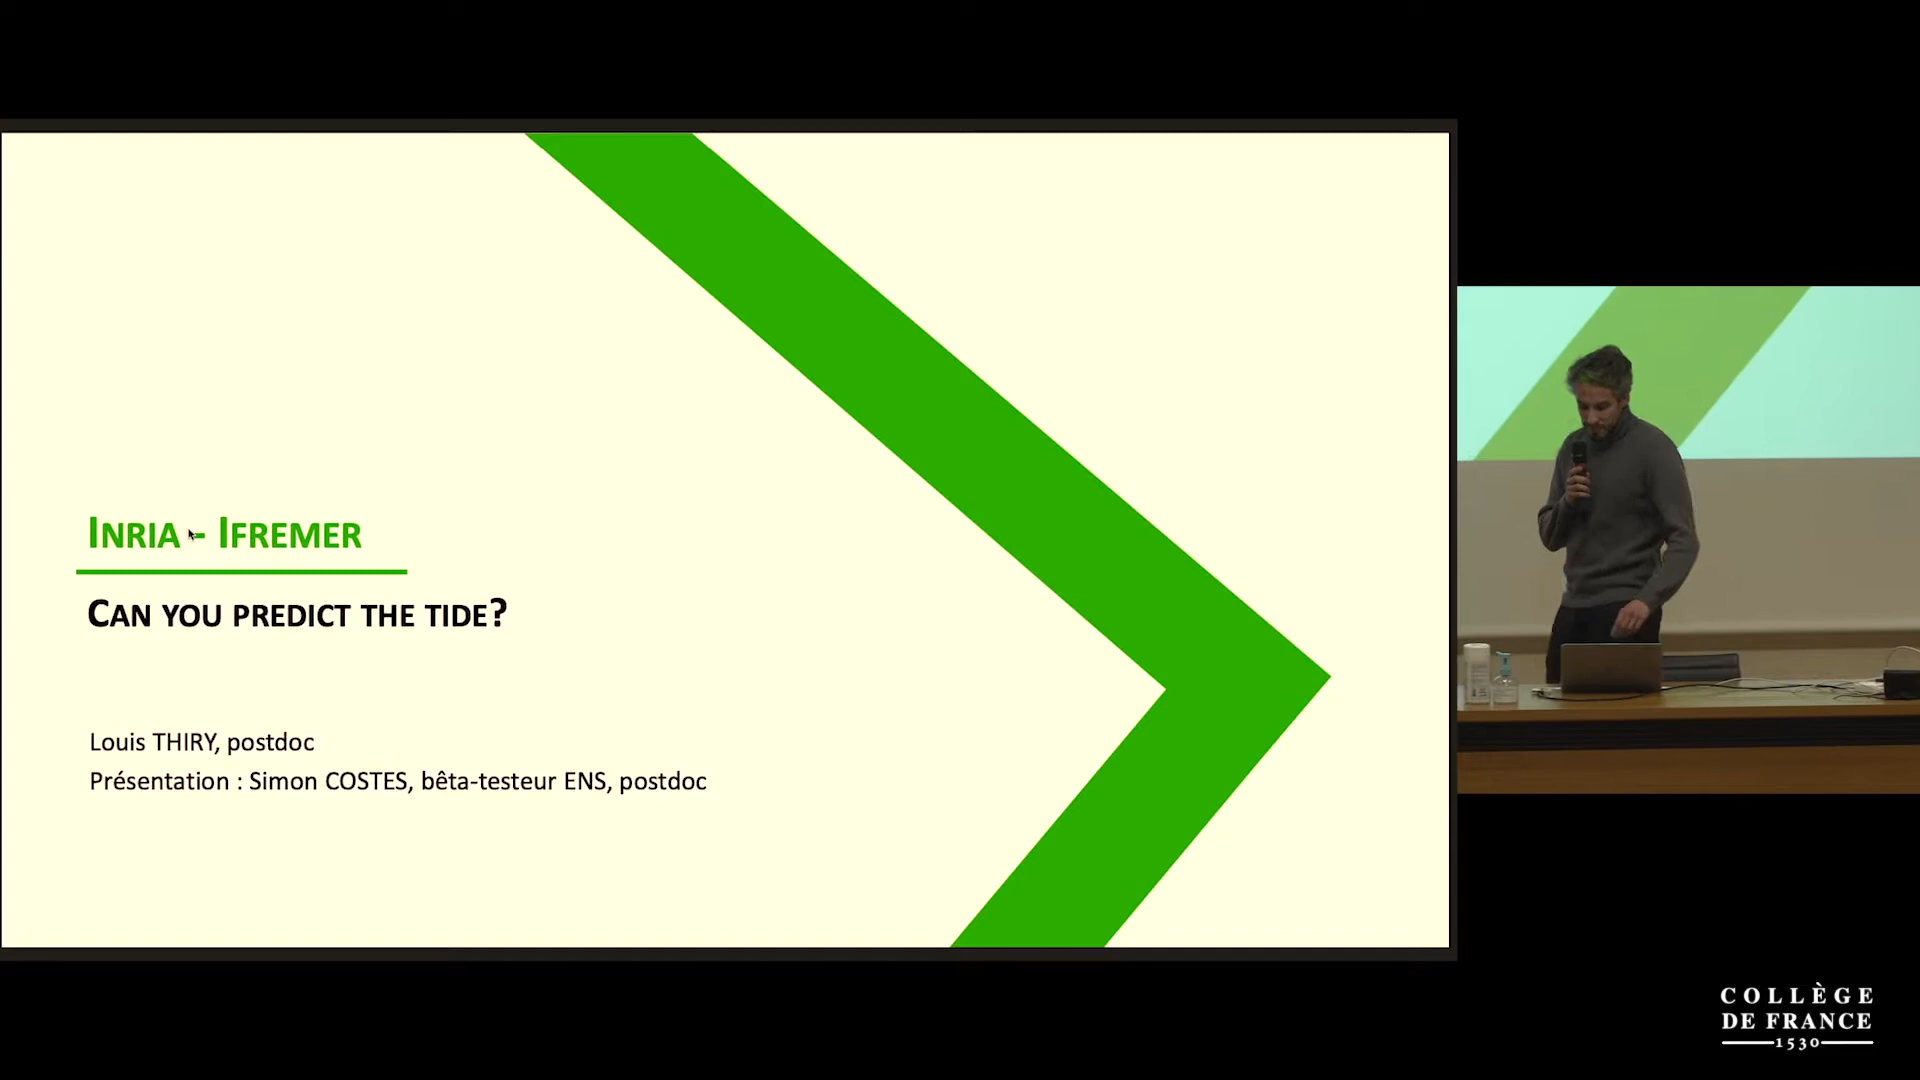 INRIA - IFREMER
CAN YOU PREDICT THE TIDE?
Louis THIRY, postdoc
Présentation : Simon COSTES, bêta-testeur ENS, postdoc
COLLÈGE
DE FRANCE
1530